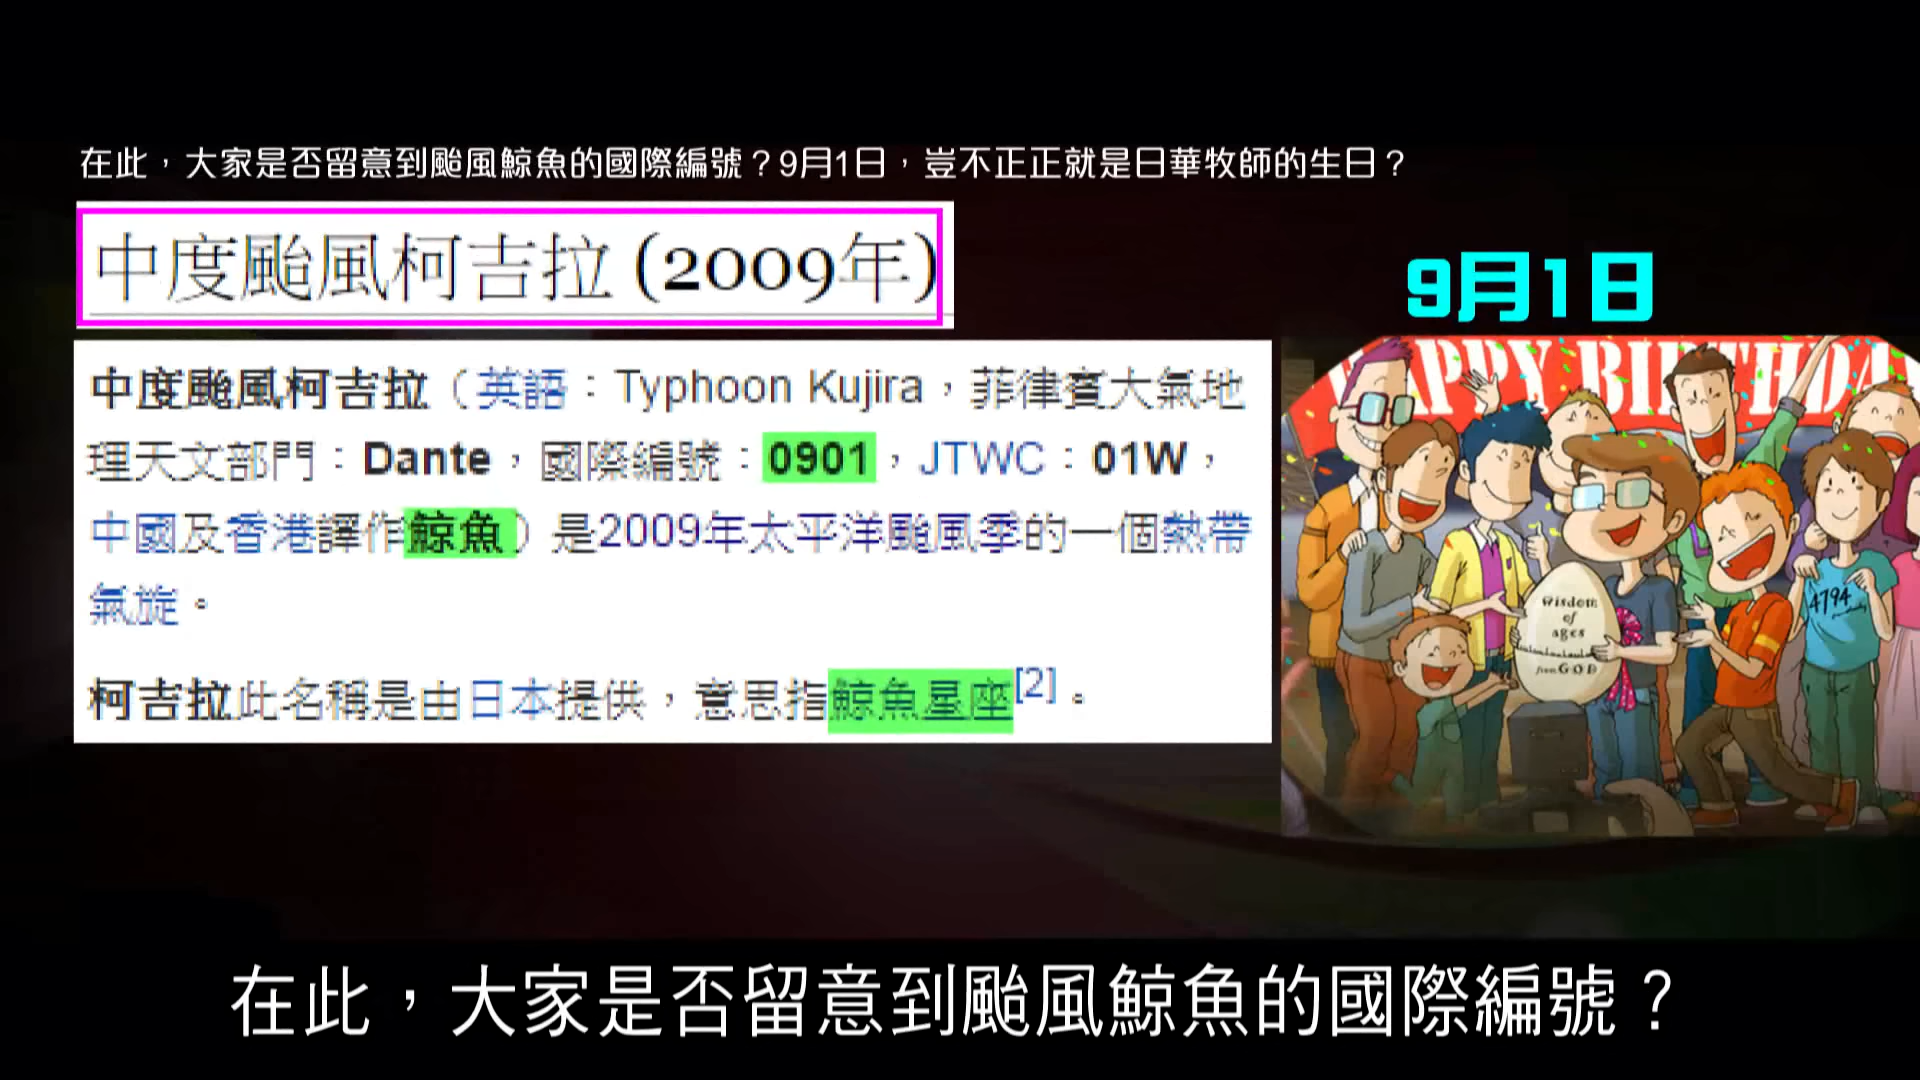 在此，大家是否留意到颱風鯨魚的國際編號？9月1日，豈不正正就是日華牧師的生日？
中度颱風柯吉拉 (2009年)
中度颱風柯吉拉（英語：Typhoon Kujira，菲律賓大氣地
理天文部門：Dante，國際編號：0901，JTWC：01W，
中國及香港譯作鯨魚）是2009年太平洋颱風季的一個熱帶
氣旋。
柯吉拉此名稱是由日本提供，意思指鯨魚星座[2]。
9月1日
HAPPY BIRTHDA
Wisdom
of
ages
from GOD
4794
在此，大家是否留意到颱風鯨魚的國際編號？